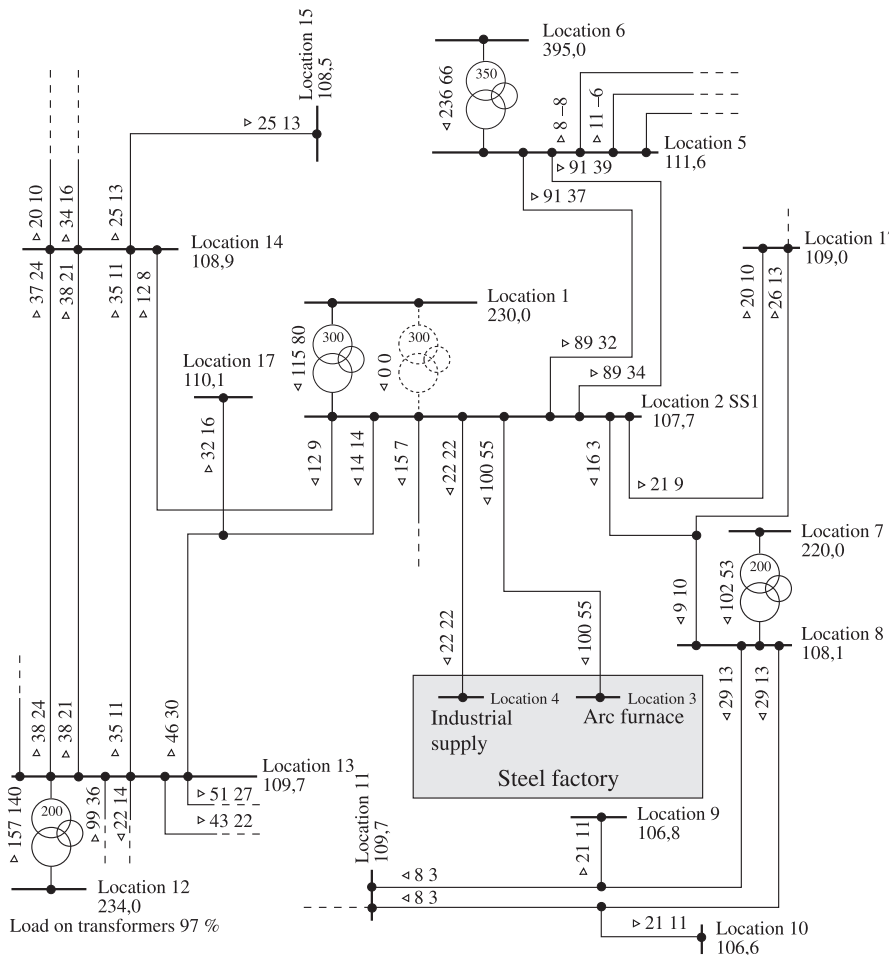 Location 15
108,5
Location 6
395,0
350
◁ 236 66
▷ 8 –8
▷ 11 –6
▷ 25 13
Location 5
111,6
▷ 91 39
▷ 91 37
▷ 20 10
▷ 34 16
▷ 25 13
Location 14
108,9
▷ 37 24
▷ 38 21
▷ 35 11
▷ 12 8
Location 1
109,0
▷ 20 10
▷ 26 13
Location 1
230,0
300
300
◁ 115 80
◁ 0 0
▷ 89 32
▷ 89 34
Location 17
110,1
▷ 32 16
Location 2 SS1
107,7
◁ 12 9
◁ 14 14
◁ 15 7
◁ 22 22
◁ 100 55
◁ 16 3
▷ 21 9
Location 7
220,0
200
◁ 9 10
◁ 102 53
Location 8
108,1
◁ 22 22
◁ 100 55
◁ 29 13
◁ 29 13
Location 4
Location 3
Industrial
supply
Arc furnace
Steel factory
▷ 38 24
▷ 38 21
▷ 35 11
▷ 46 30
Location 13
109,7
▷ 157 140
200
▷ 99 36
◁ 22 14
▷ 51 27
▷ 43 22
Location 12
234,0
Load on transformers 97 %
Location 11
109,7
Location 9
106,8
▷ 21 11
◁ 8 3
◁ 8 3
▷ 21 11
Location 10
106,6